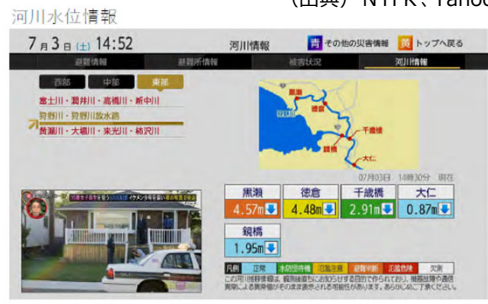 (出典) NHK、Yahoo
河川水位情報
7月3日(土) 14:52 河川情報 青 その他の災害情報 黄 トップへ戻る
避難情報 避難所情報 被害状況 河川情報
西部 中部 東部
富士川・潤井川・高橋川・新中川
狩野川・狩野川放水路
黄瀬川・大場川・来光川・柿沢川
黒瀬
徳倉
千歳橋
鏡橋
大仁
07月03日 14時30分 現在
黒瀬 徳倉 千歳橋 大仁
4.57m 4.48m 2.91m 0.87m
鏡橋
1.95m
凡例 正常 水防団待機 氾濫注意 避難判断 氾濫危険 欠測